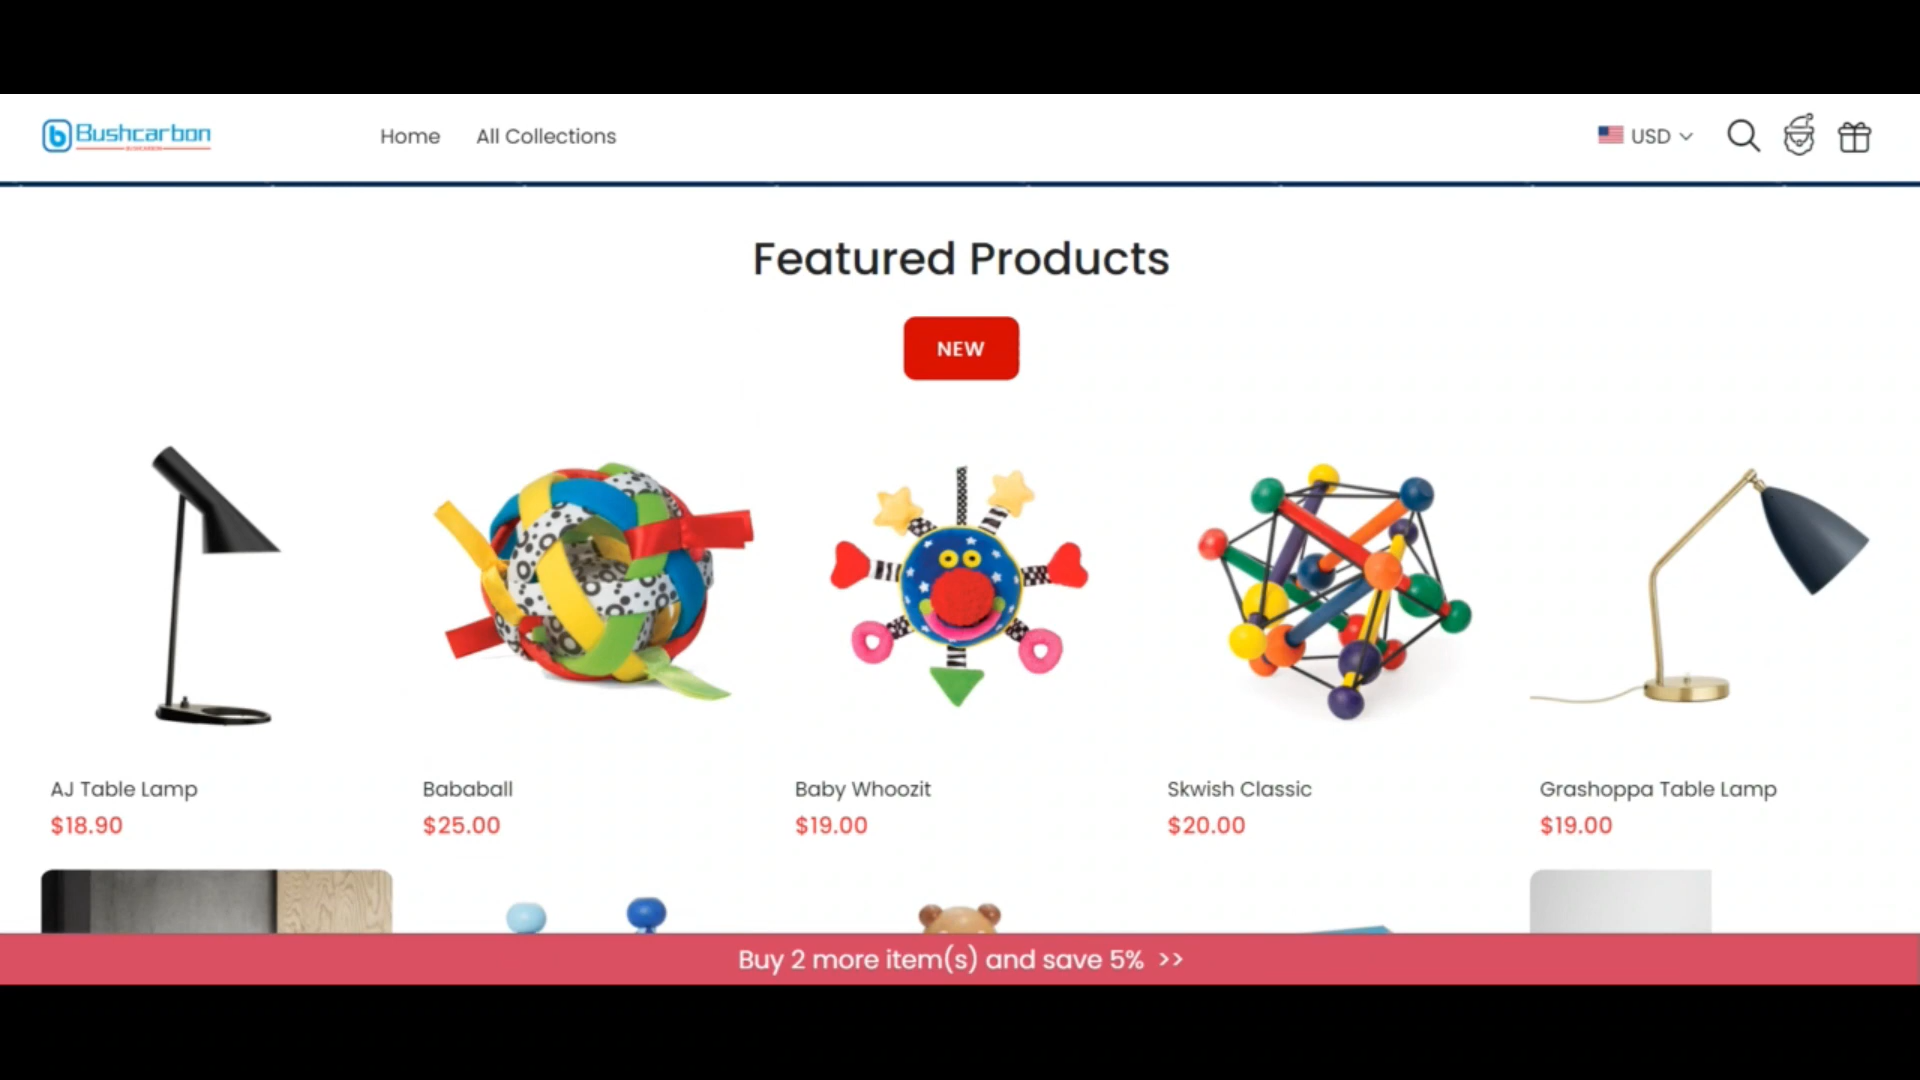 Bushcarbon
Home
All Collections
USD
Featured Products
NEW
AJ Table Lamp
$18.90
Bababall
$25.00
Baby Whoozit
$19.00
Skwish Classic
$20.00
Grashoppa Table Lamp
$19.00
Buy 2 more item(s) and save 5% >>